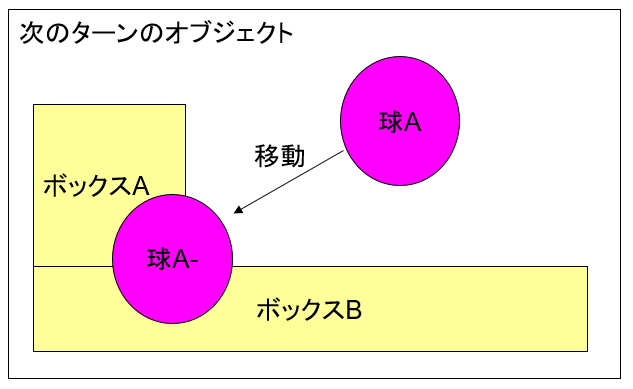 次のターンのオブジェクト
球A
移動
ボックスA
球A-
ボックスB